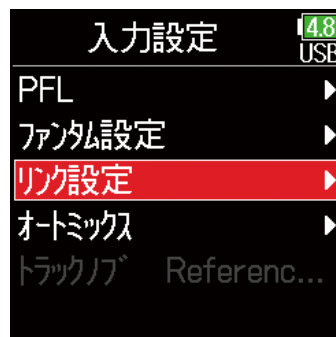 入力設定
4.8
USB
PFL
ファンタム設定
リンク設定
オートミックス
トラックノブ Referenc...